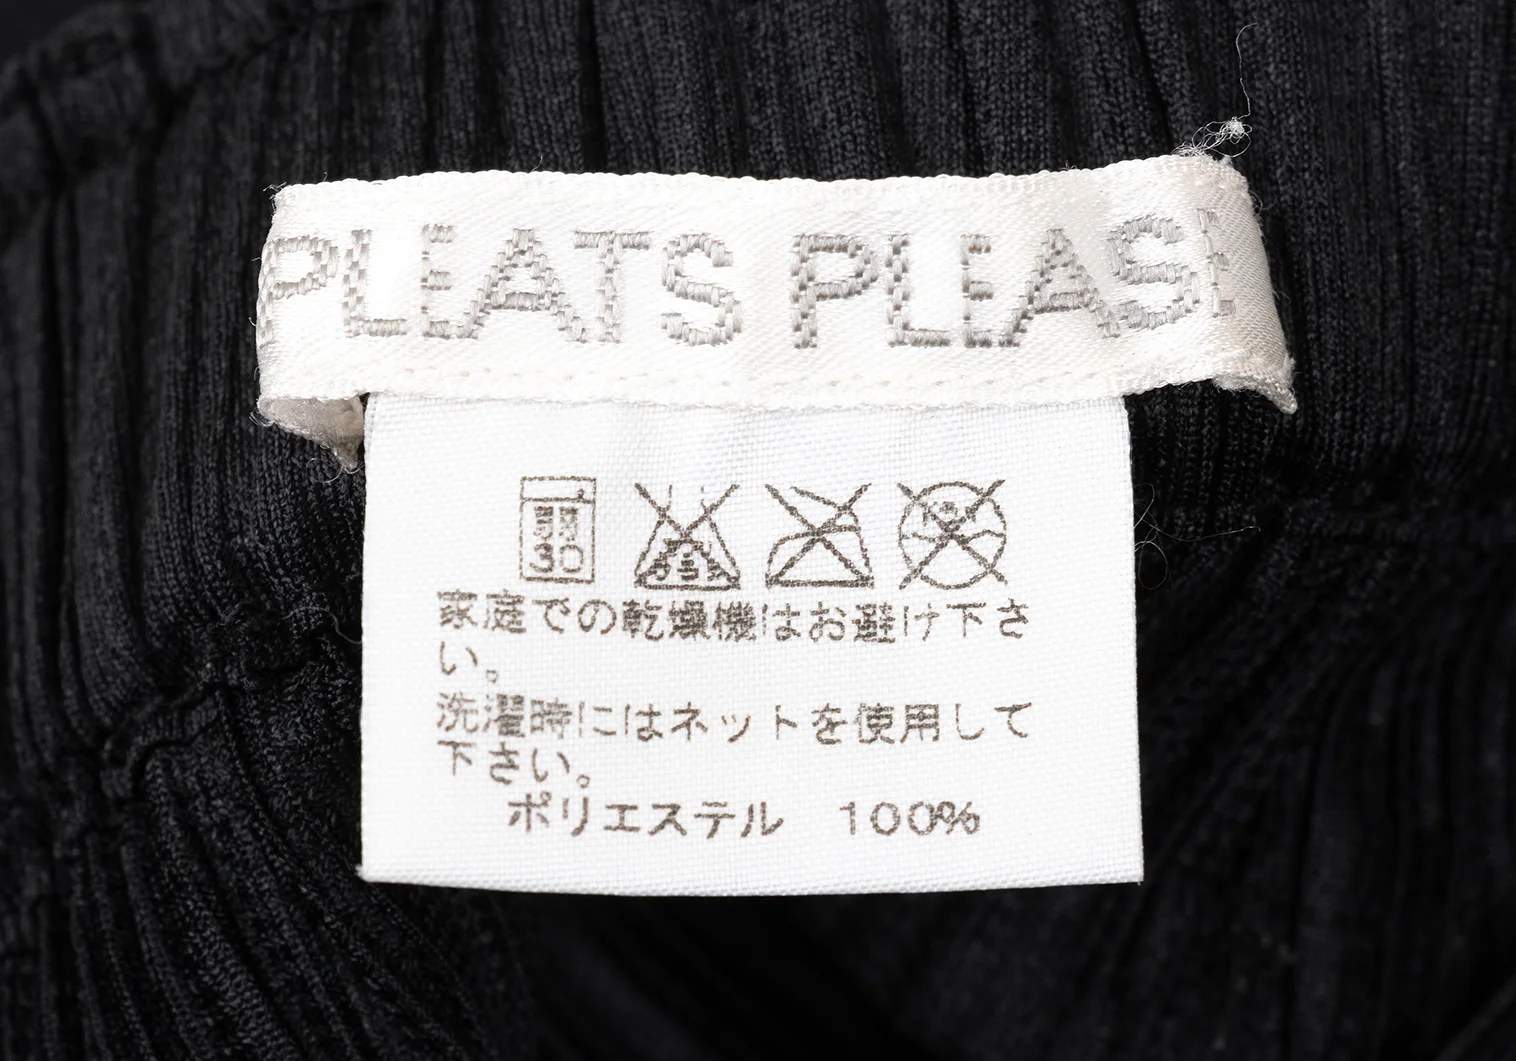 PLEATS PLEASE
弱
30
家庭での乾燥機はお避け下さ
い。
洗濯時にはネットを使用して
下さい。
ポリエステル 100%